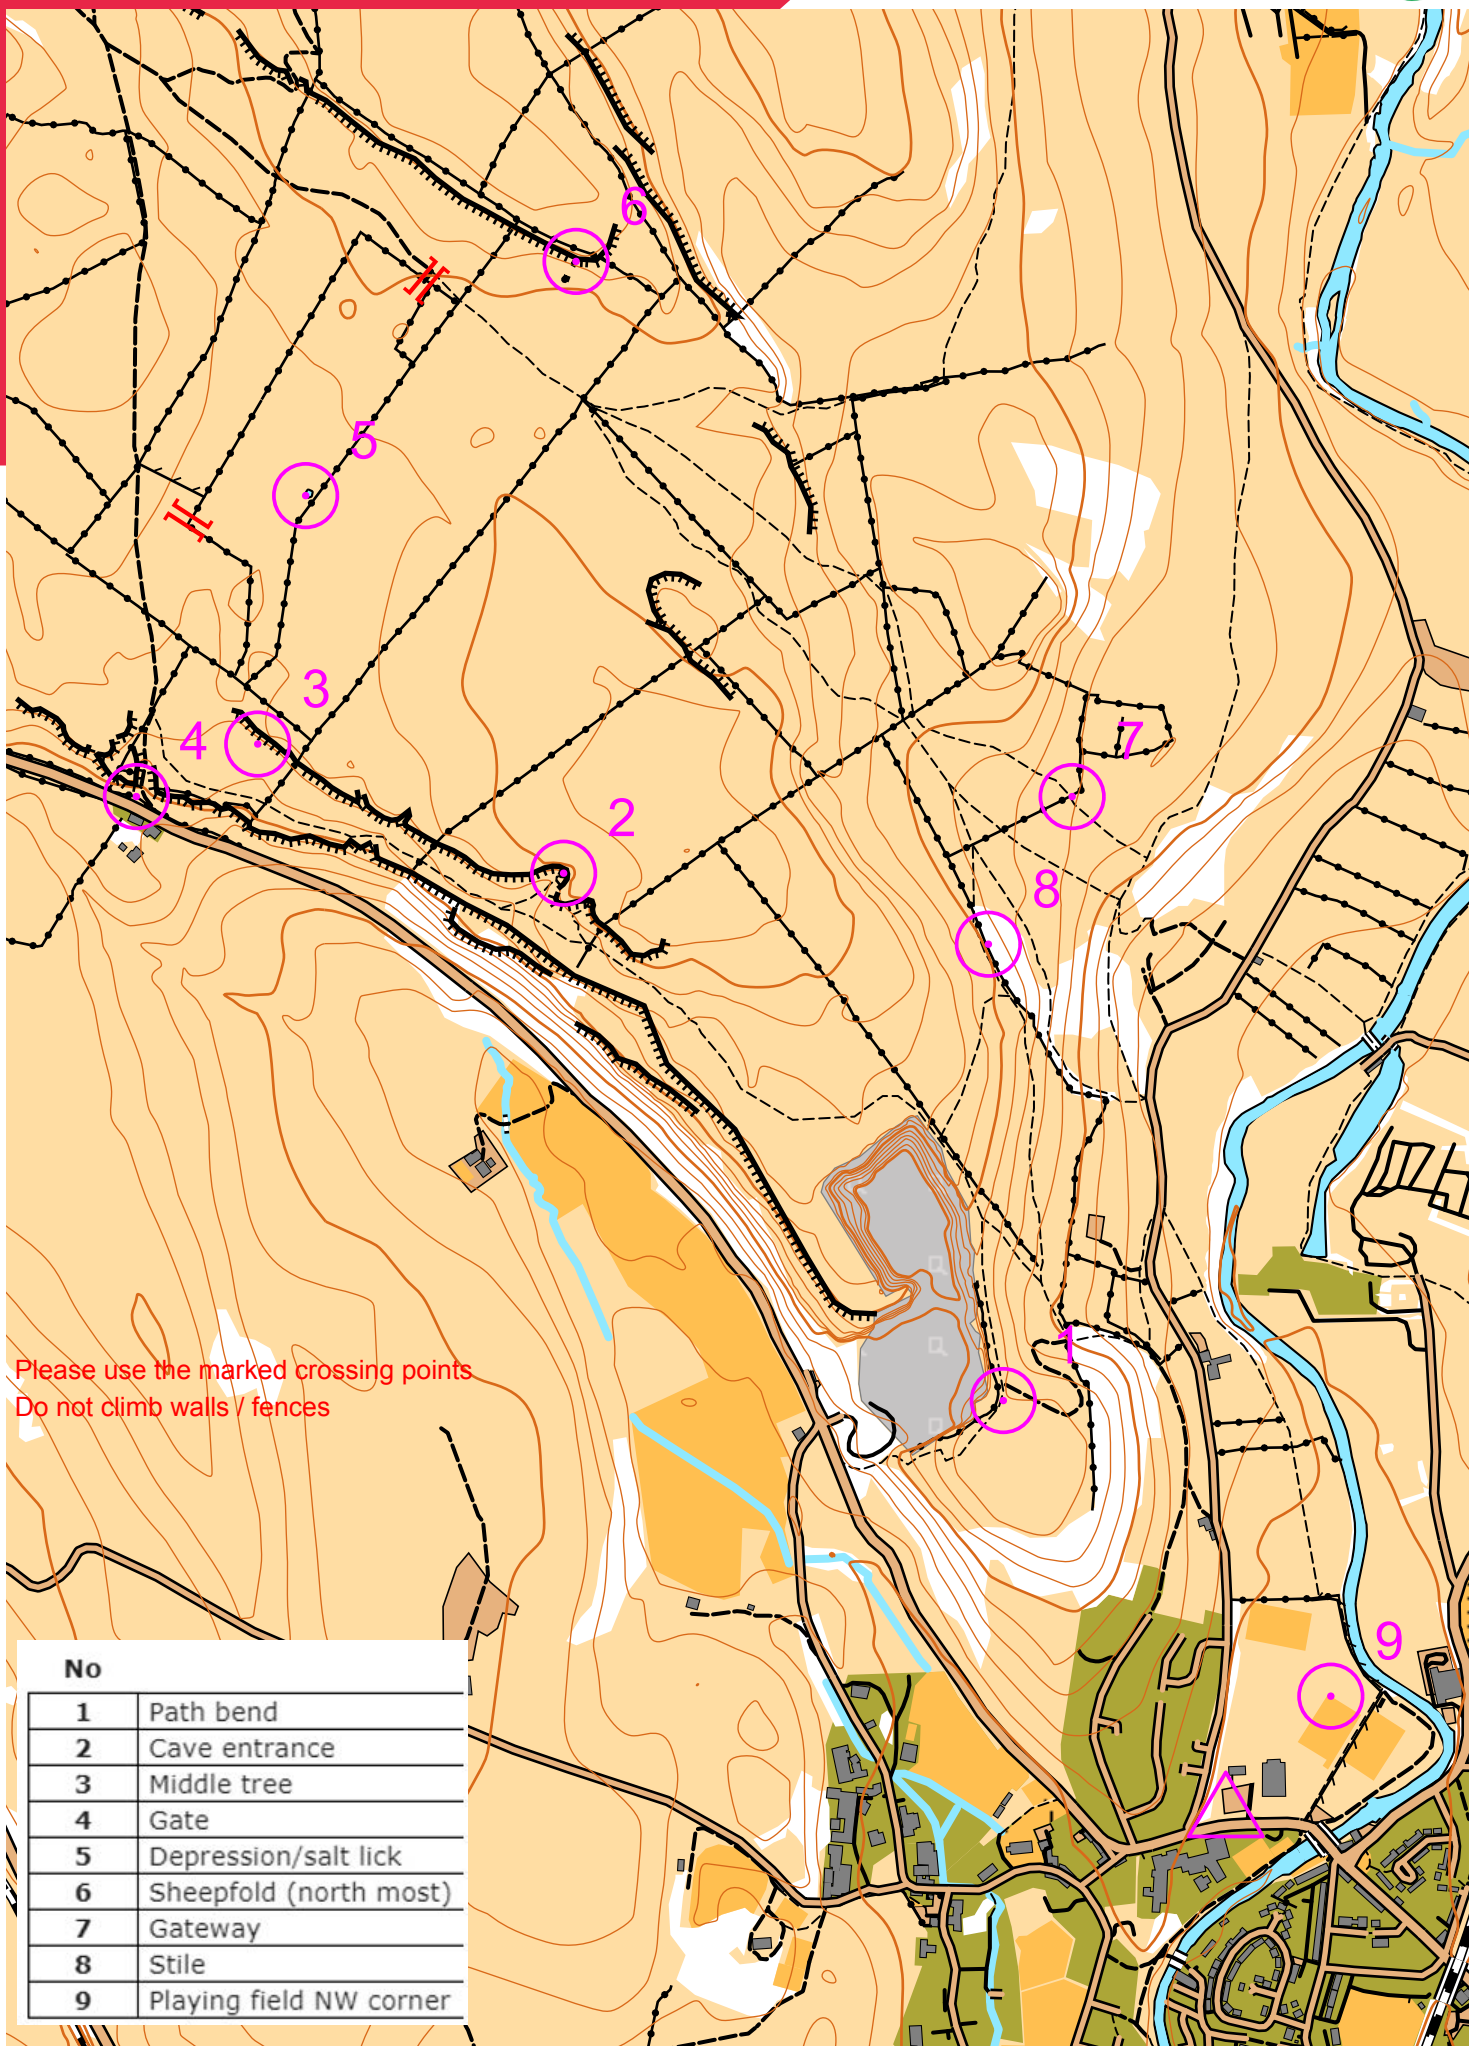 6
5
3
4
7
2
8
1
Please use the marked crossing points
Do not climb walls / fences
9
No
1 Path bend
2 Cave entrance
3 Middle tree
4 Gate
5 Depression/salt lick
6 Sheepfold (north most)
7 Gateway
8 Stile
9 Playing field NW corner